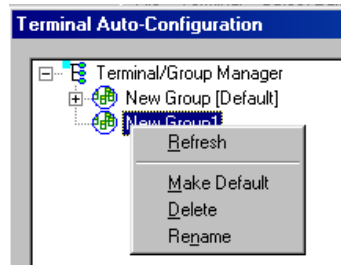 Terminal Auto-Configuration
Terminal/Group Manager
New Group [Default]
New Group1
Refresh
Make Default
Delete
Rename